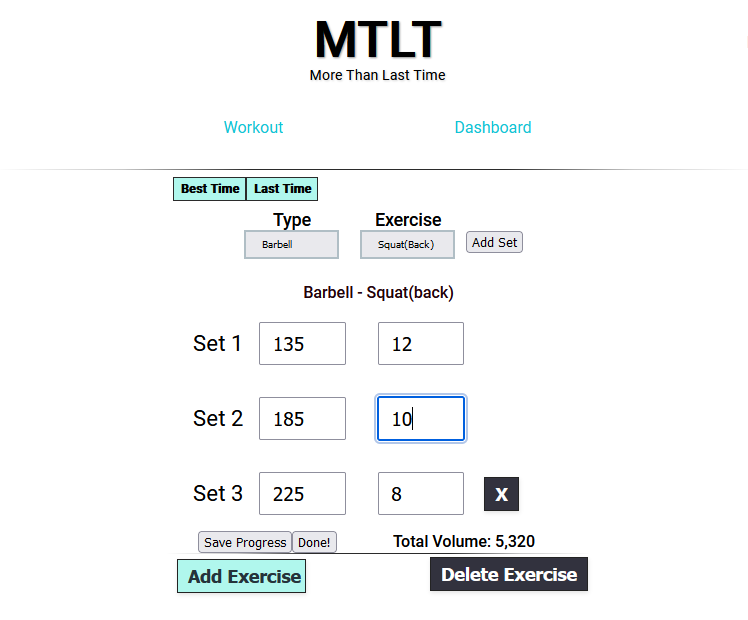 MTLT
More Than Last Time
Workout Dashboard
Best Time Last Time
Type Exercise
Barbell Squat(Back) Add Set
Barbell - Squat(back)
Set 1 135 12
Set 2 185 10
Set 3 225 8 X
Save Progress Done! Total Volume: 5,320
Add Exercise Delete Exercise